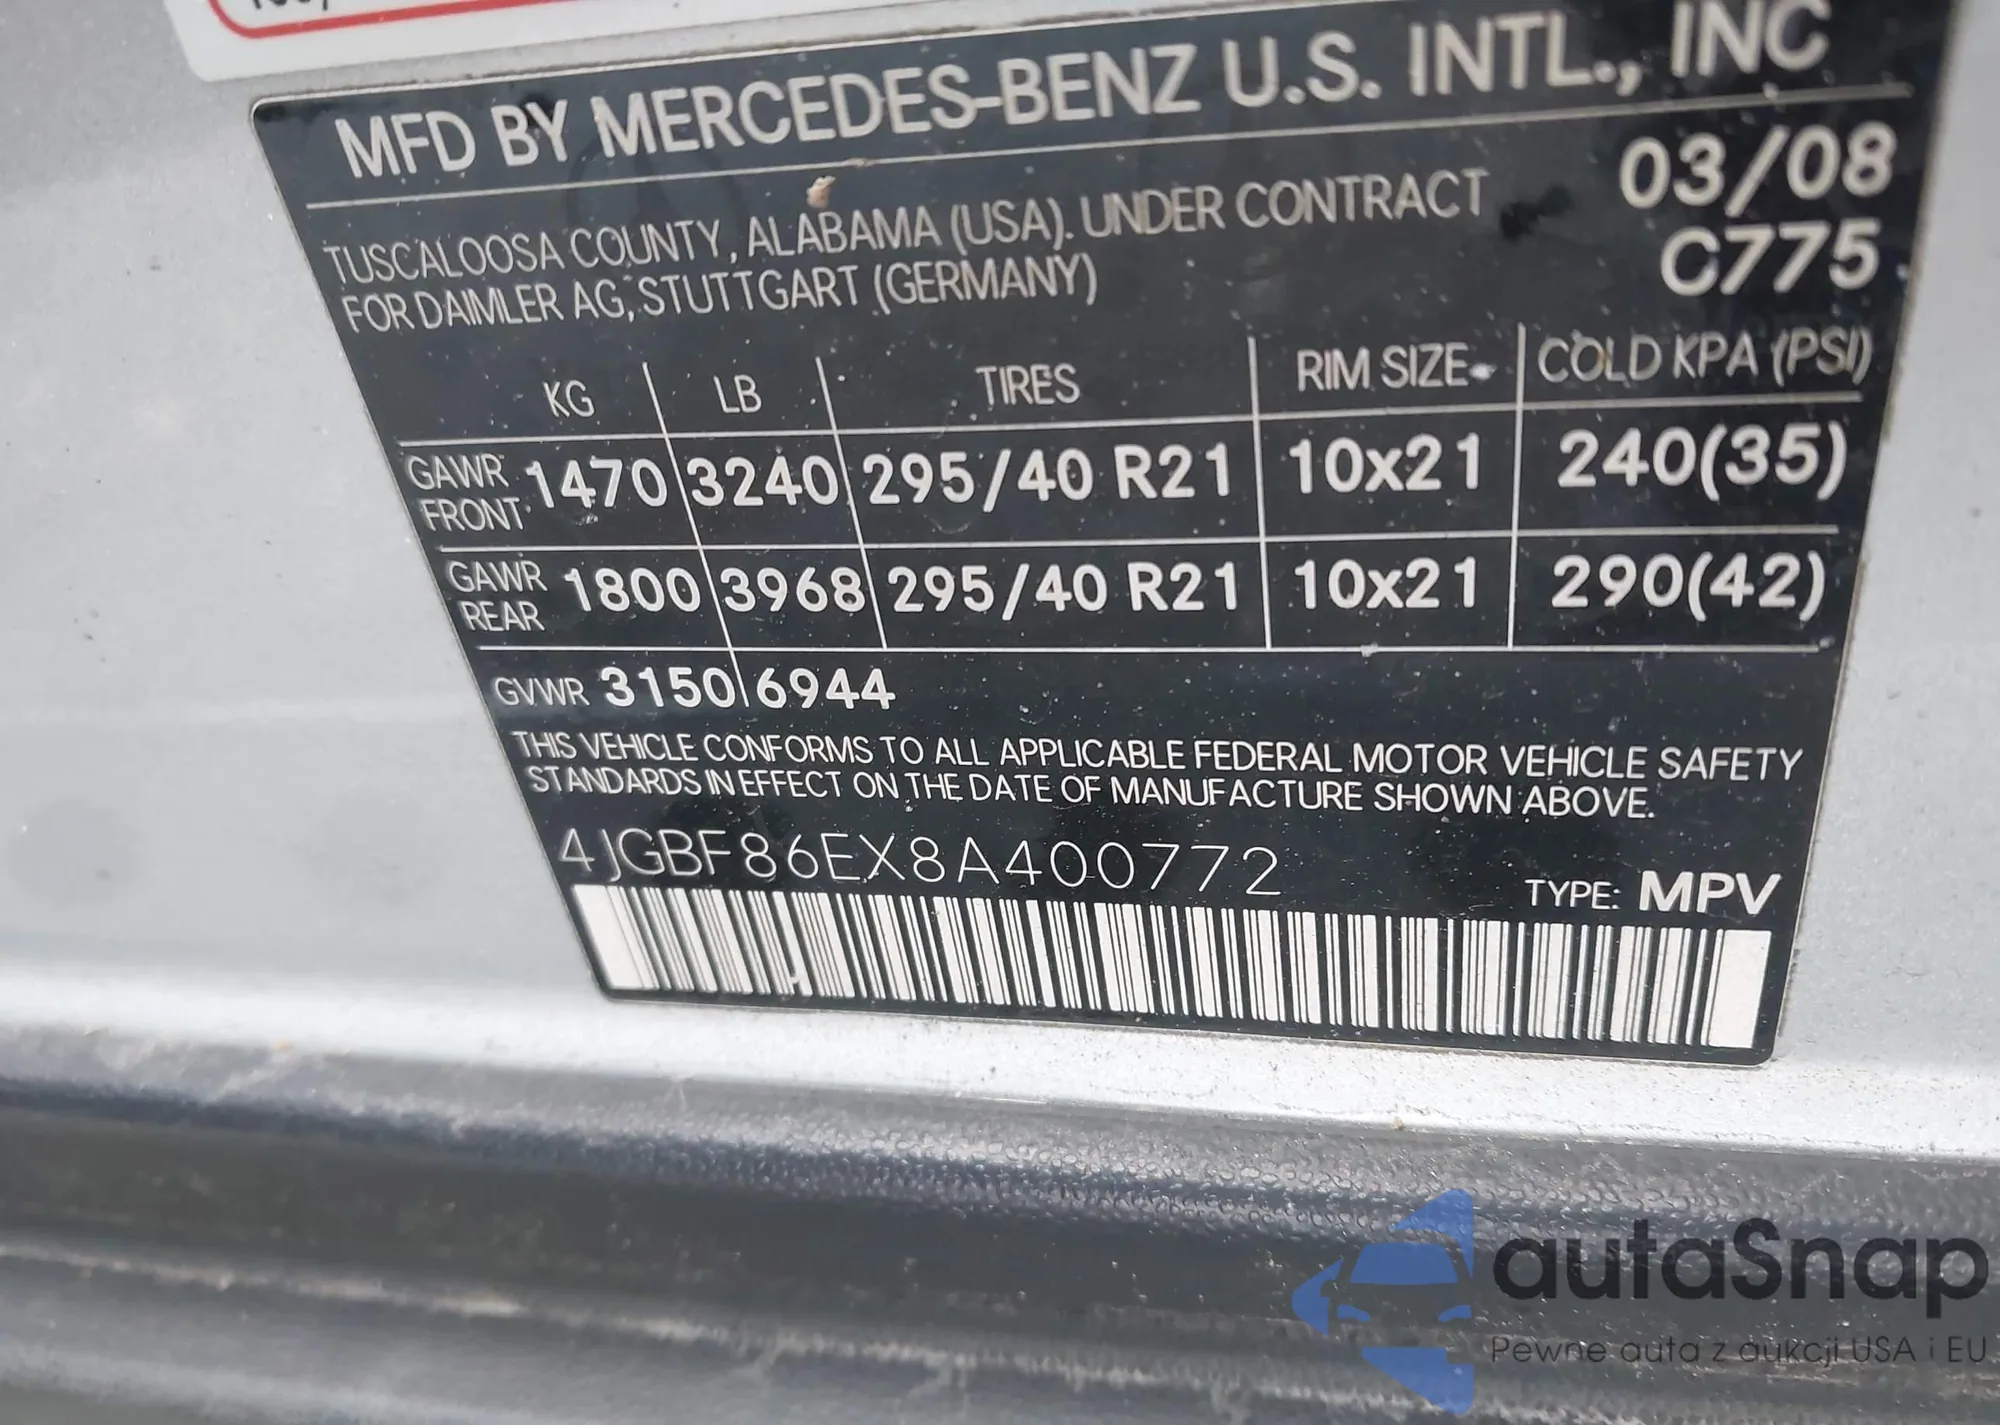 MFD BY MERCEDES-BENZ U.S. INTL., INC
03/08
TUSCALOOSA COUNTY, ALABAMA (USA). UNDER CONTRACT
FOR DAIMLER AG, STUTTGART (GERMANY)
C775
KG LB TIRES RIM SIZE COLD KPA (PSI)
GAWR FRONT 1470 3240 295/40 R21 10x21 240(35)
GAWR REAR 1800 3968 295/40 R21 10x21 290(42)
GVWR 3150 6944
THIS VEHICLE CONFORMS TO ALL APPLICABLE FEDERAL MOTOR VEHICLE SAFETY
STANDARDS IN EFFECT ON THE DATE OF MANUFACTURE SHOWN ABOVE.
4JGBF86EX8A400772
TYPE: MPV
autaSnap
Pewne auta z aukcji USA i EU